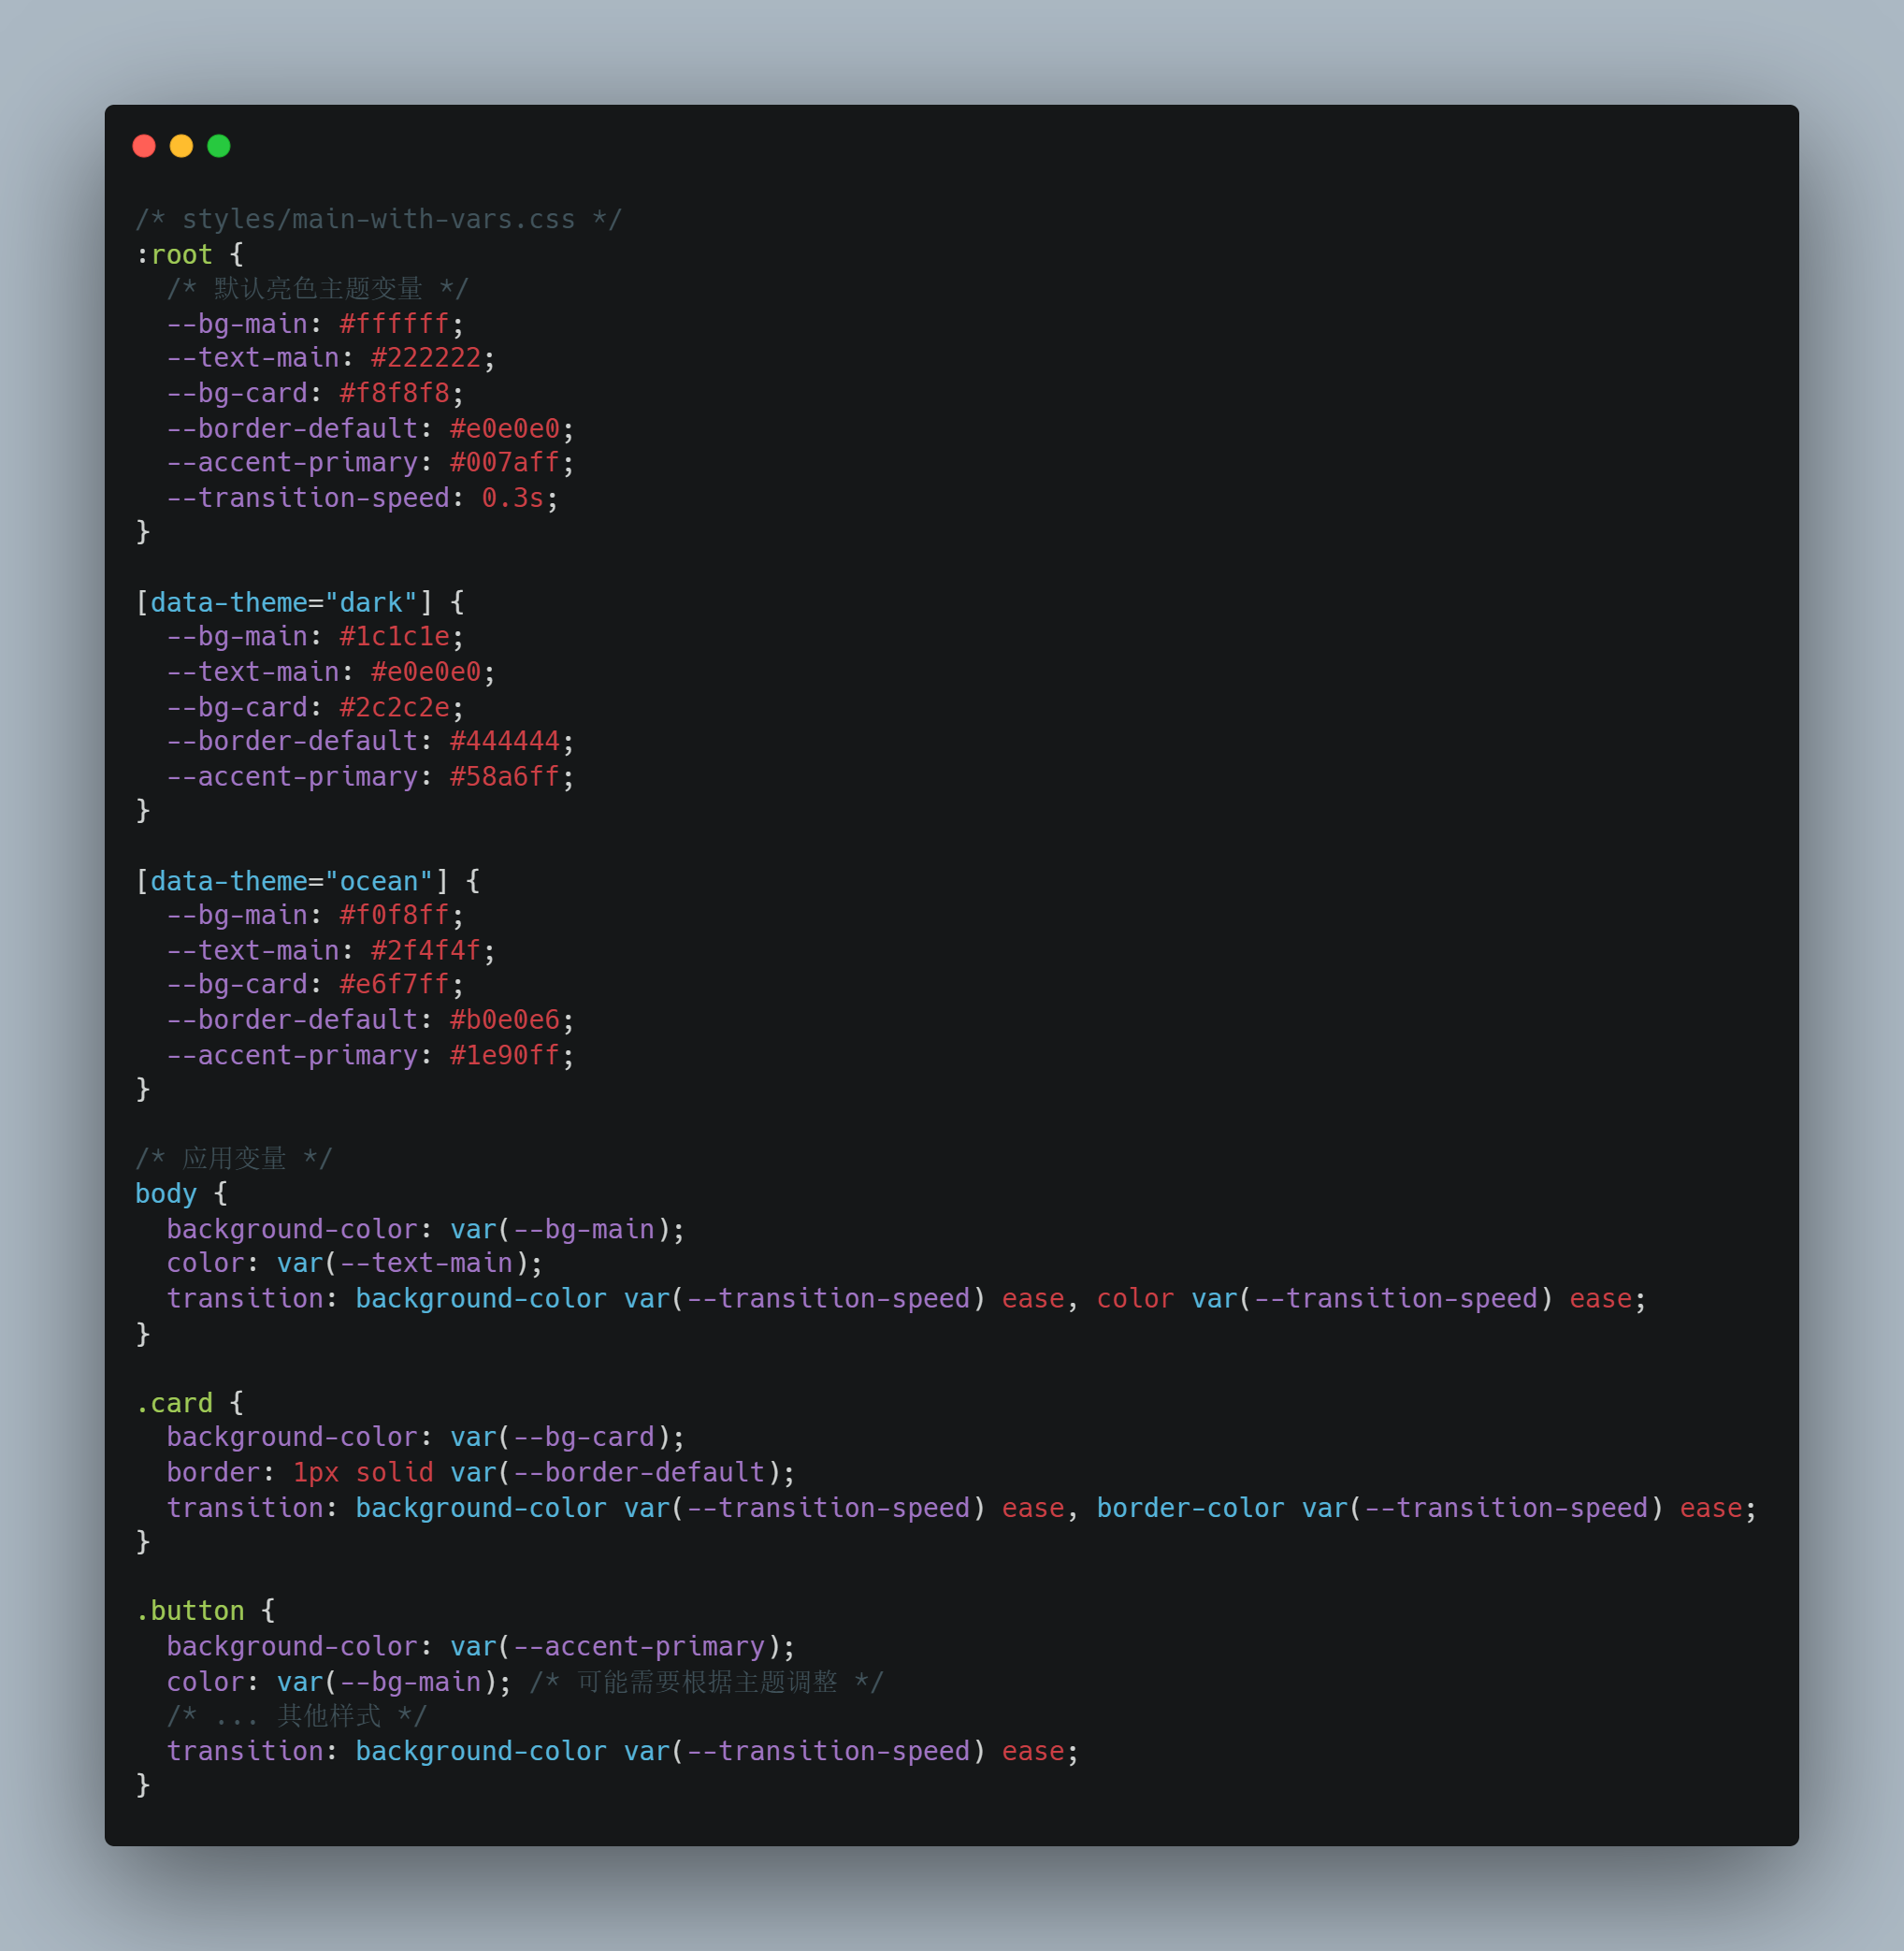 /* styles/main-with-vars.css */
:root {
  /* 默认亮色主题变量 */
  --bg-main: #ffffff;
  --text-main: #222222;
  --bg-card: #f8f8f8;
  --border-default: #e0e0e0;
  --accent-primary: #007aff;
  --transition-speed: 0.3s;
}

[data-theme="dark"] {
  --bg-main: #1c1c1e;
  --text-main: #e0e0e0;
  --bg-card: #2c2c2e;
  --border-default: #444444;
  --accent-primary: #58a6ff;
}

[data-theme="ocean"] {
  --bg-main: #f0f8ff;
  --text-main: #2f4f4f;
  --bg-card: #e6f7ff;
  --border-default: #b0e0e6;
  --accent-primary: #1e90ff;
}

/* 应用变量 */
body {
  background-color: var(--bg-main);
  color: var(--text-main);
  transition: background-color var(--transition-speed) ease, color var(--transition-speed) ease;
}

.card {
  background-color: var(--bg-card);
  border: 1px solid var(--border-default);
  transition: background-color var(--transition-speed) ease, border-color var(--transition-speed) ease;
}

.button {
  background-color: var(--accent-primary);
  color: var(--bg-main); /* 可能需要根据主题调整 */
  /* ... 其他样式 */
  transition: background-color var(--transition-speed) ease;
}